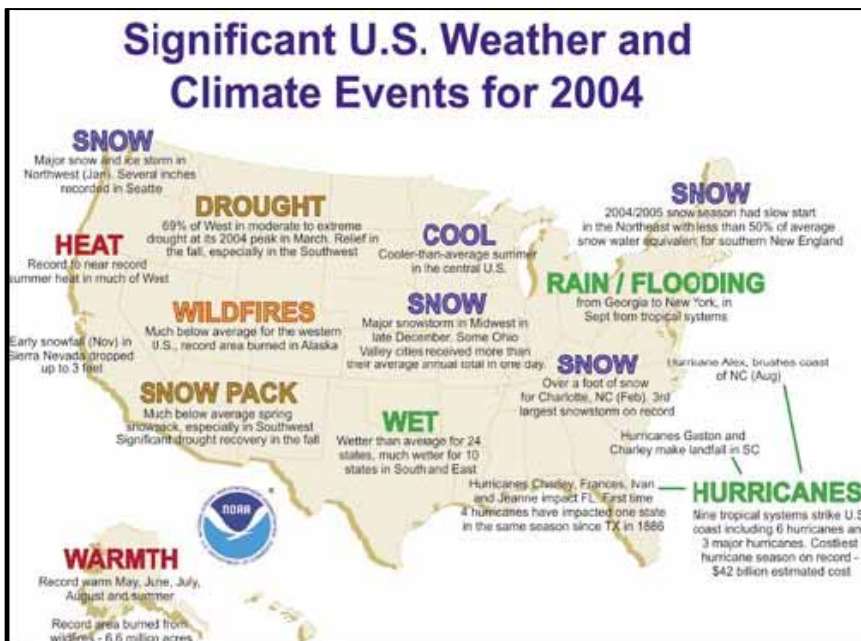 Significant U.S. Weather and
Climate Events for 2004
SNOW
Major snow and ice storm in
Northwest (Jan). Several inches
recorded in Seatte
DROUGHT
69% of West in moderate to extreme
drought at its 2004 peak in March. Relief in
the fall, especially in the Southwest
COOL
Cooler-than-average summer
in the central U.S.
SNOW
2004/2005 snow season had slow start
in the Northeast with less than 50% of average
snow water equivalent for southern New England
HEAT
Record to near record
summer heat in much of West
RAIN / FLOODING
from Georgia to New York, in
Sept from tropical systems
WILDFIRES
Much below average for the western
U.S., record area burned in Alaska
SNOW
Major snowstorm in Midwest in
late December. Some Ohio
Valley cities received more than
their average annual total in one day.
Early snowfall (Nov) in
Sierra Nevada dropped
up to 3 feet
SNOW
Over a foot of snow
for Charlotte, NC (Feb). 3rd
largest snowstorm on record
Hurricane Alex, brushes coast
of NC (Aug)
SNOW PACK
Much below average spring
snowpack, especially in Southwest
Significant drought recovery in the fall
WET
Wetter than average for 24
states, much wetter for 10
states in South and East
Hurricanes Gaston and
Charley make landfall in SC
Hurricanes Charley, Frances, Ivan
and Jeanne impact FL. First time
4 hurricanes have impacted one state
in the same season since TX in 1886
HURRICANES
Nine tropical systems strike U.S
coast including 6 hurricanes an
3 major hurricanes. Costliest
hurricane season on record -
$42 billion estimated cost
NOAA
WARMTH
Record warm May, June, July,
August and summer
Record area burned from
wildfires - 6.6 million acres